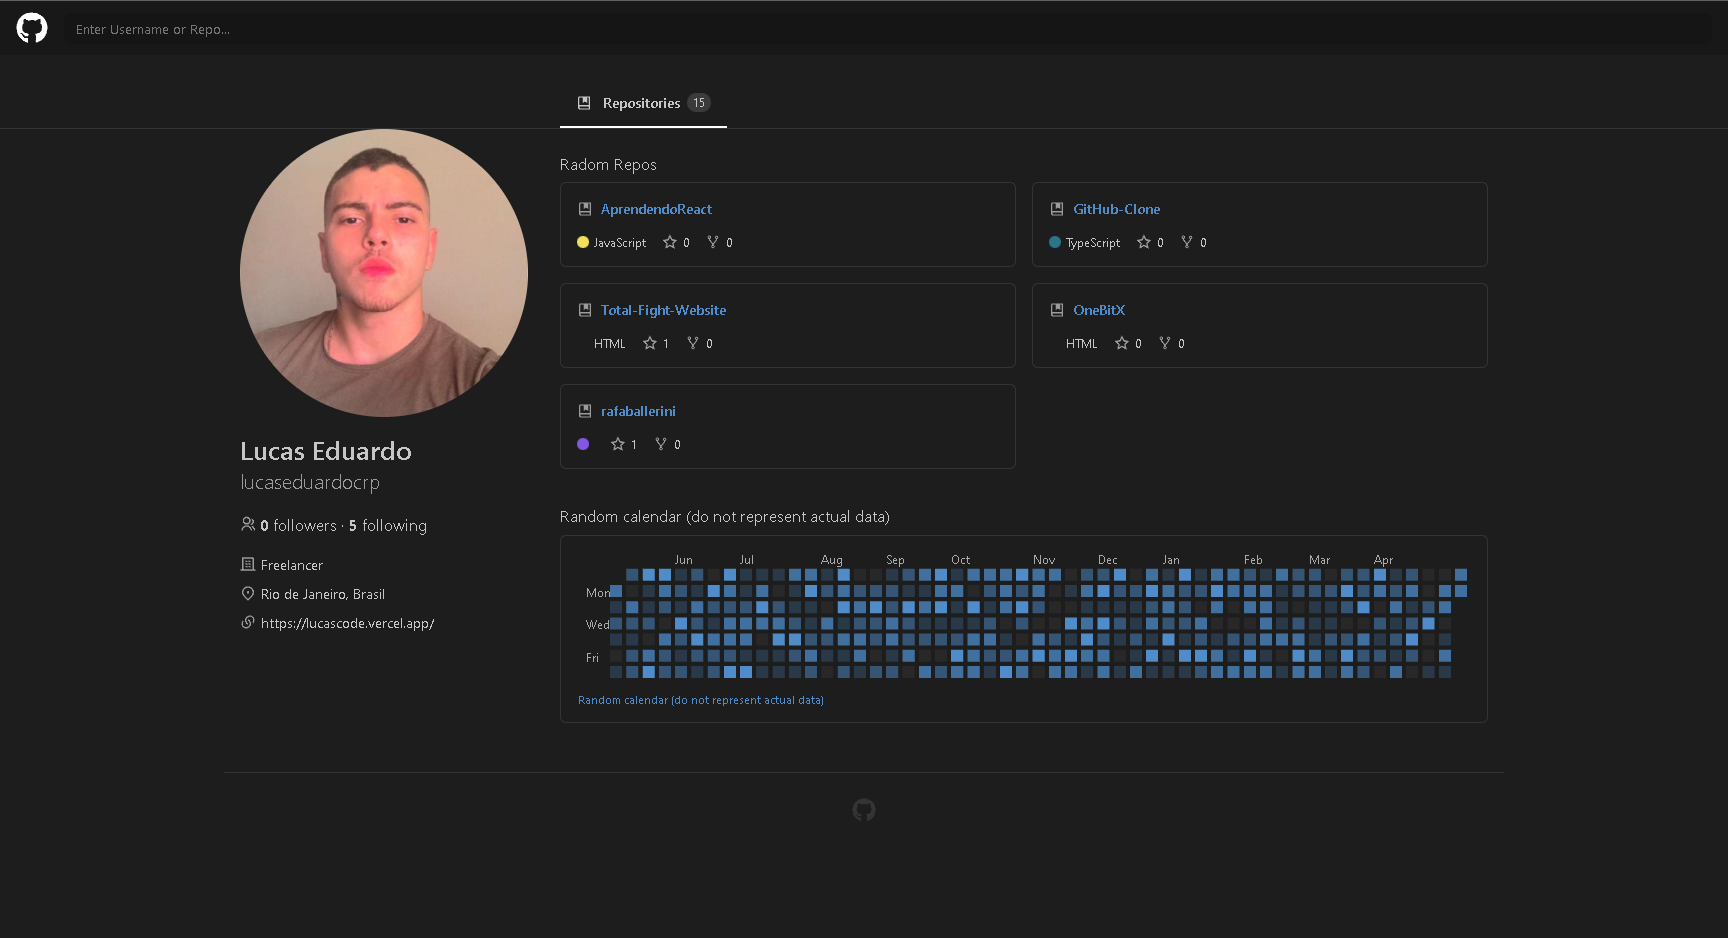 Enter Username or Repo...
Repositories 15
Lucas Eduardo
lucaseduardocrp
0 followers · 5 following
Freelancer
Rio de Janeiro, Brasil
https://lucascode.vercel.app/
Radom Repos
AprendendoReact
JavaScript 0 0
GitHub-Clone
TypeScript 0 0
Total-Fight-Website
HTML 1 0
OneBitX
HTML 0 0
rafaballerini
1 0
Random calendar (do not represent actual data)
Jun Jul Aug Sep Oct Nov Dec Jan Feb Mar Apr
Mon
Wed
Fri
Random calendar (do not represent actual data)